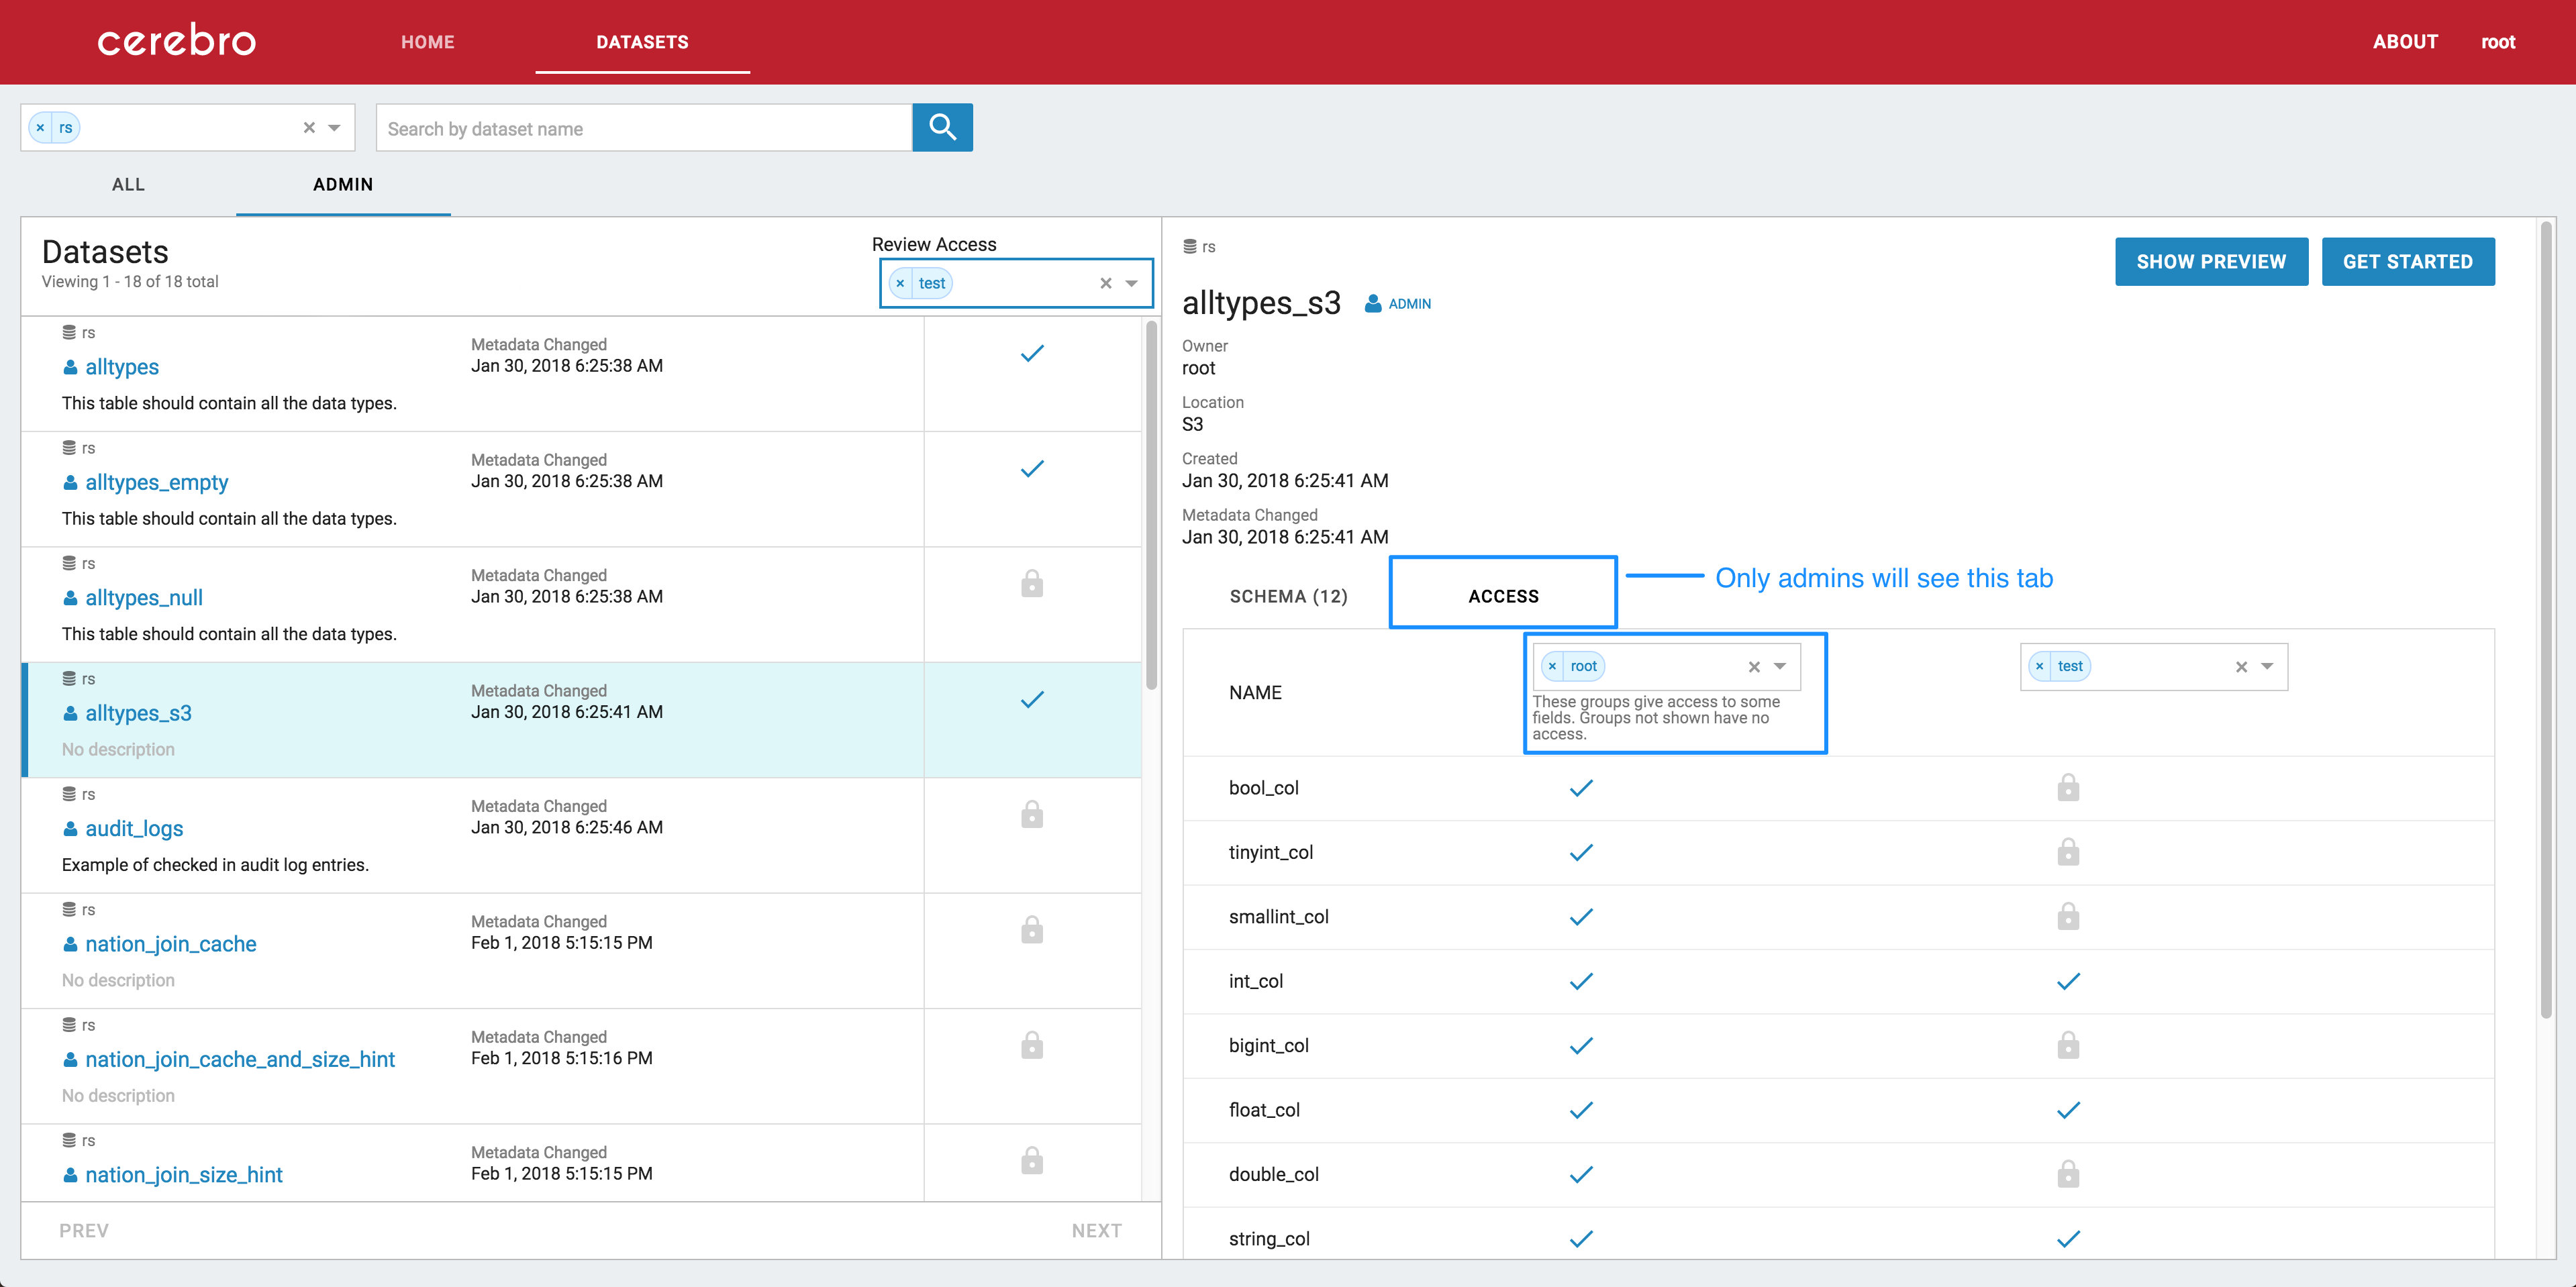 cerebro
HOME
DATASETS
ABOUT
root
× rs
Search by dataset name
ALL
ADMIN
Datasets
Viewing 1 - 18 of 18 total
Review Access
× test
rs
alltypes
This table should contain all the data types.
Metadata Changed
Jan 30, 2018 6:25:38 AM
rs
alltypes_empty
This table should contain all the data types.
Metadata Changed
Jan 30, 2018 6:25:38 AM
rs
alltypes_null
This table should contain all the data types.
Metadata Changed
Jan 30, 2018 6:25:38 AM
rs
alltypes_s3
No description
Metadata Changed
Jan 30, 2018 6:25:41 AM
rs
audit_logs
Example of checked in audit log entries.
Metadata Changed
Jan 30, 2018 6:25:46 AM
rs
nation_join_cache
No description
Metadata Changed
Feb 1, 2018 5:15:15 PM
rs
nation_join_cache_and_size_hint
No description
Metadata Changed
Feb 1, 2018 5:15:16 PM
rs
nation_join_size_hint
Metadata Changed
Feb 1, 2018 5:15:15 PM
PREV
NEXT
rs
SHOW PREVIEW
GET STARTED
alltypes_s3
ADMIN
Owner
root
Location
S3
Created
Jan 30, 2018 6:25:41 AM
Metadata Changed
Jan 30, 2018 6:25:41 AM
SCHEMA (12)
ACCESS
Only admins will see this tab
NAME
× root
These groups give access to some
fields. Groups not shown have no
access.
× test
bool_col
tinyint_col
smallint_col
int_col
bigint_col
float_col
double_col
string_col